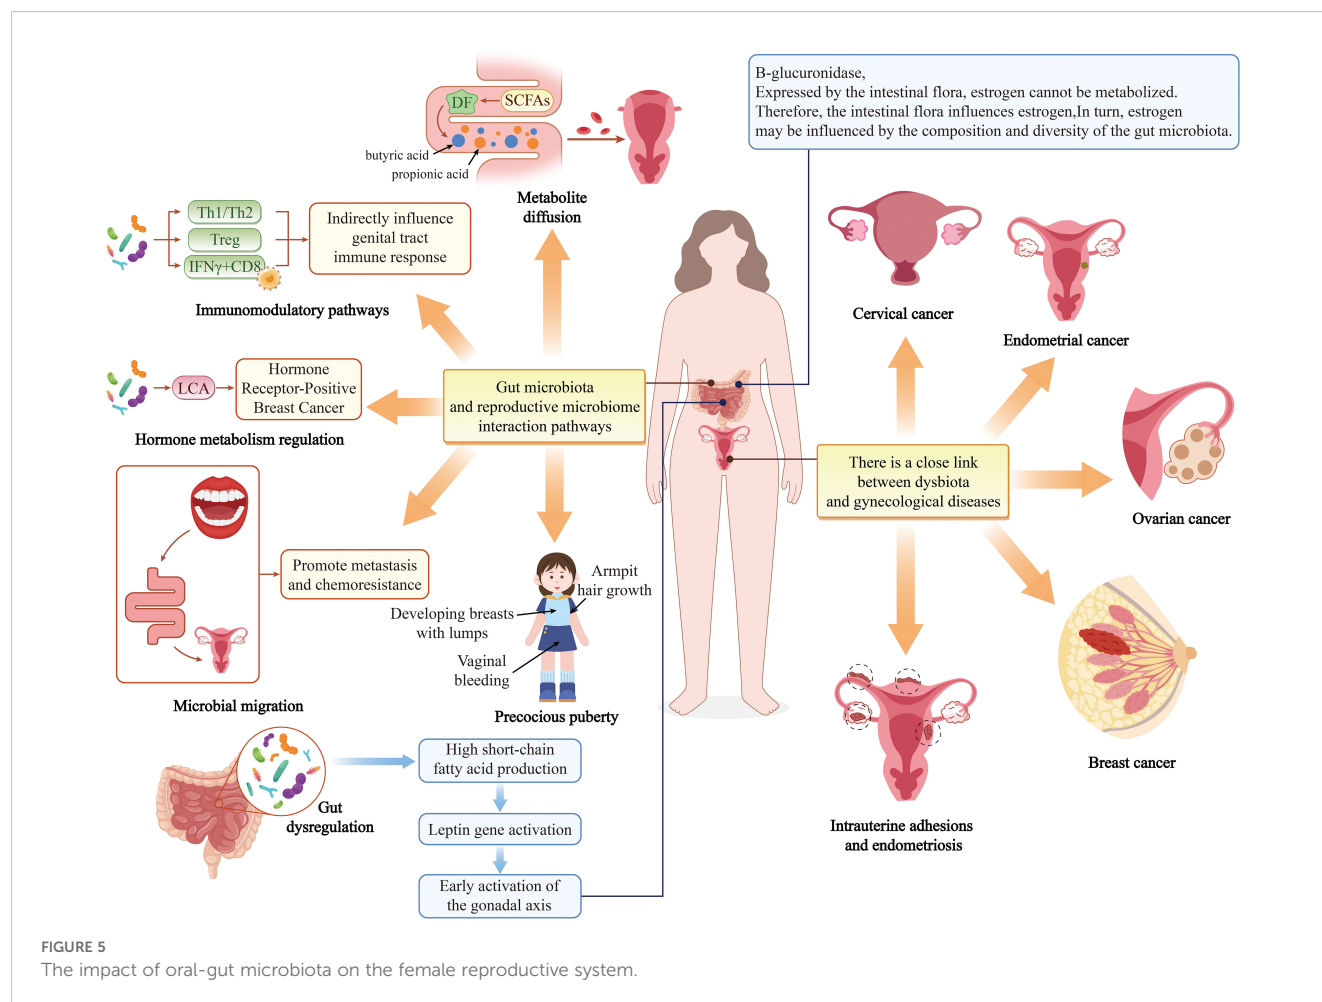 B-glucuronidase,
Expressed by the intestinal flora, estrogen cannot be metabolized.
Therefore, the intestinal flora influences estrogen,In turn, estrogen
may be influenced by the composition and diversity of the gut microbiota.
DF
SCFAs
butyric acid
propionic acid
Metabolite
diffusion
Th1/Th2
Treg
IFNγ+CD8
Indirectly influence
genital tract
immune response
Immunomodulatory pathways
LCA
Hormone
Receptor-Positive
Breast Cancer
Hormone metabolism regulation
Gut microbiota
and reproductive microbiome
interaction pathways
Promote metastasis
and chemoresistance
Microbial migration
Armpit
hair growth
Developing breasts
with lumps
Vaginal
bleeding
Precocious puberty
Gut
dysregulation
High short-chain
fatty acid production
Leptin gene activation
Early activation of
the gonadal axis
Cervical cancer
Endometrial cancer
There is a close link
between dysbiota
and gynecological diseases
Ovarian cancer
Breast cancer
Intrauterine adhesions
and endometriosis
FIGURE 5
The impact of oral-gut microbiota on the female reproductive system.